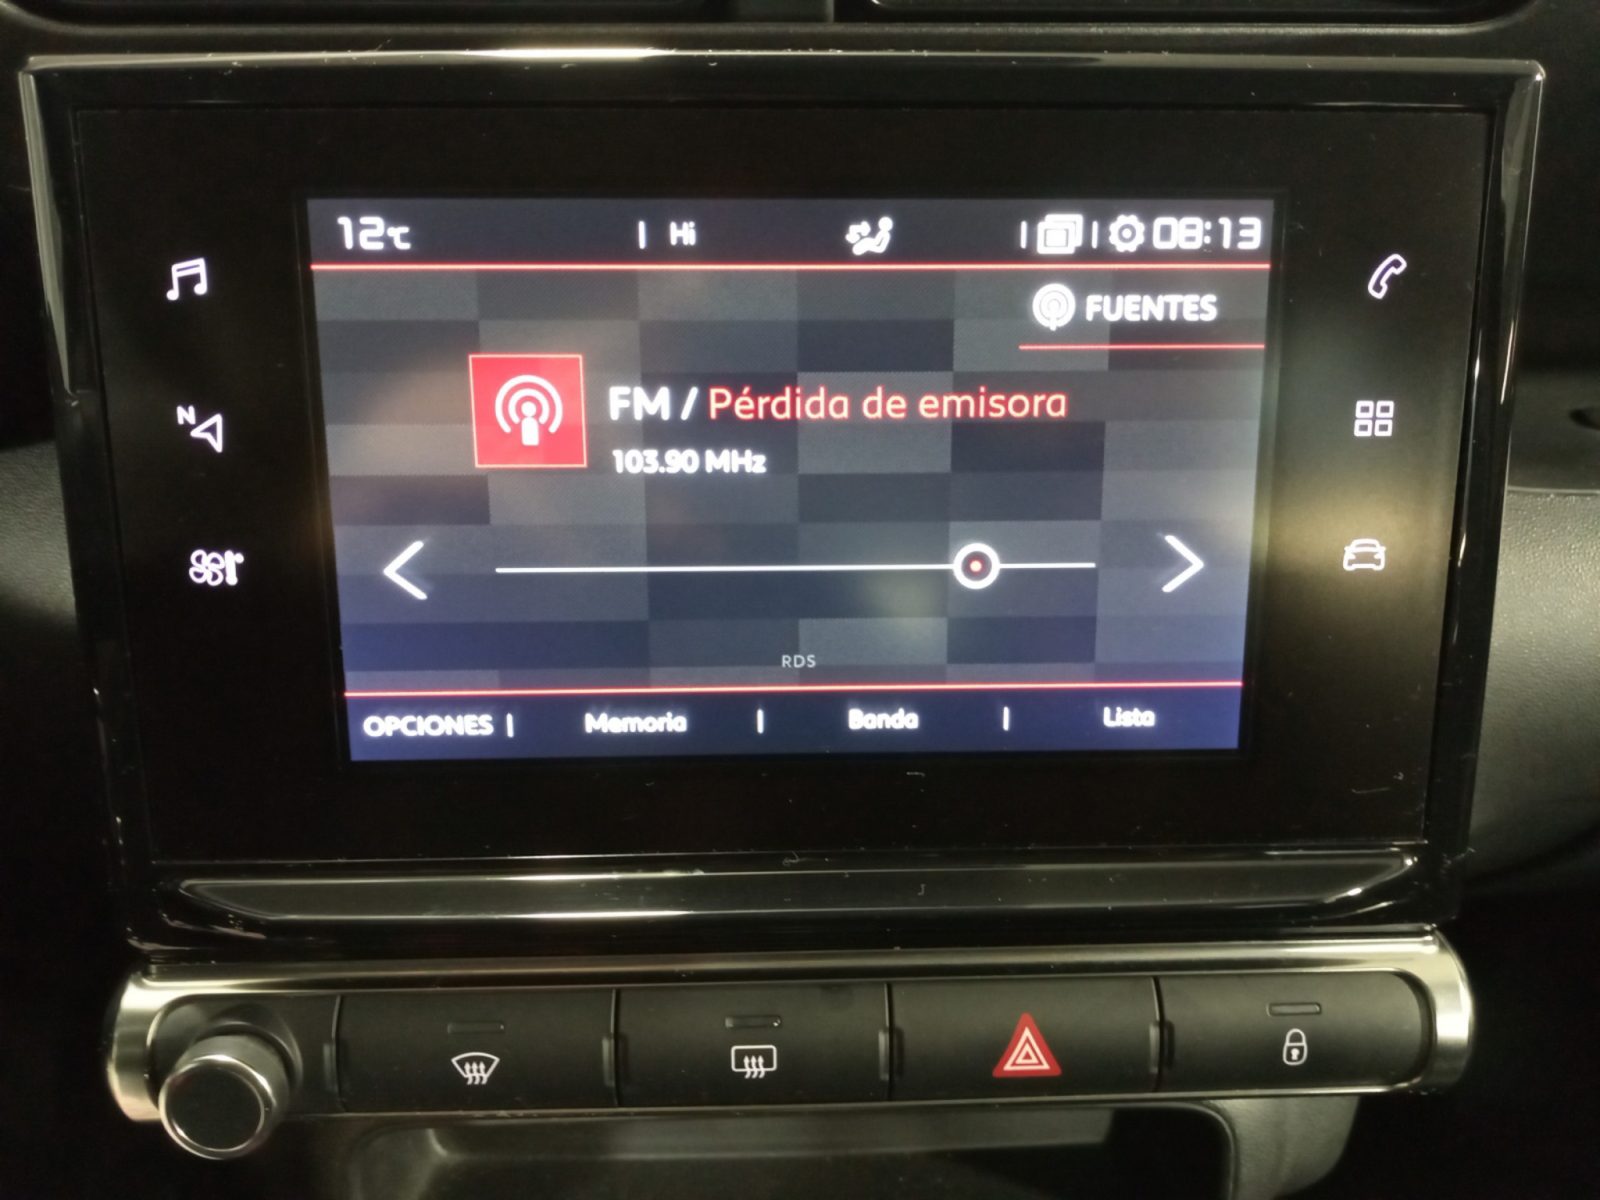 12°C | Hi | | 08:13
FUENTES
FM / Pérdida de emisora
103.90 MHz
N
RDS
OPCIONES | Memoria | Banda | Lista